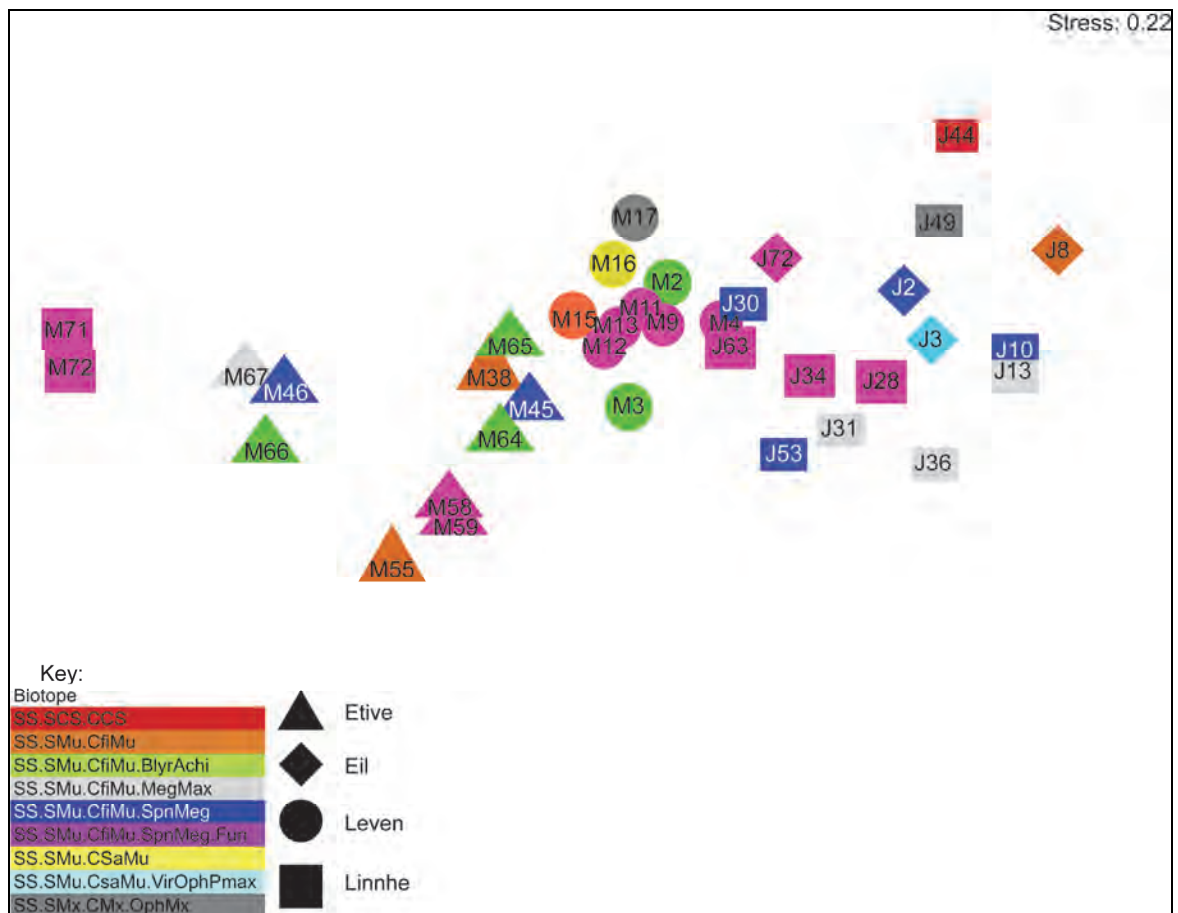 Stress: 0.22
J44
M17
J49
J8
M16
J72
M2
J2
J30
M11
M15
M13
M9
M4
M71
M65
J3
M12
J63
J10
M72
M67
M38
J34
J28
J13
M46
M45
M3
J31
M64
M66
J53
J36
M58
M59
M55
Key:
Biotope
SS.SCS.CCS
SS.SMu.CfiMu
SS.SMu.CfiMu.BlyrAchi
SS.SMu.CfiMu.MegMax
SS.SMu.CfiMu.SpnMeg
SS.SMu.CfiMu.SpnMeg.Fun
SS.SMu.CSaMu
SS.SMu.CsaMu.VirOphPmax
SS.SMx.CMx.OphMx
Etive
Eil
Leven
Linnhe